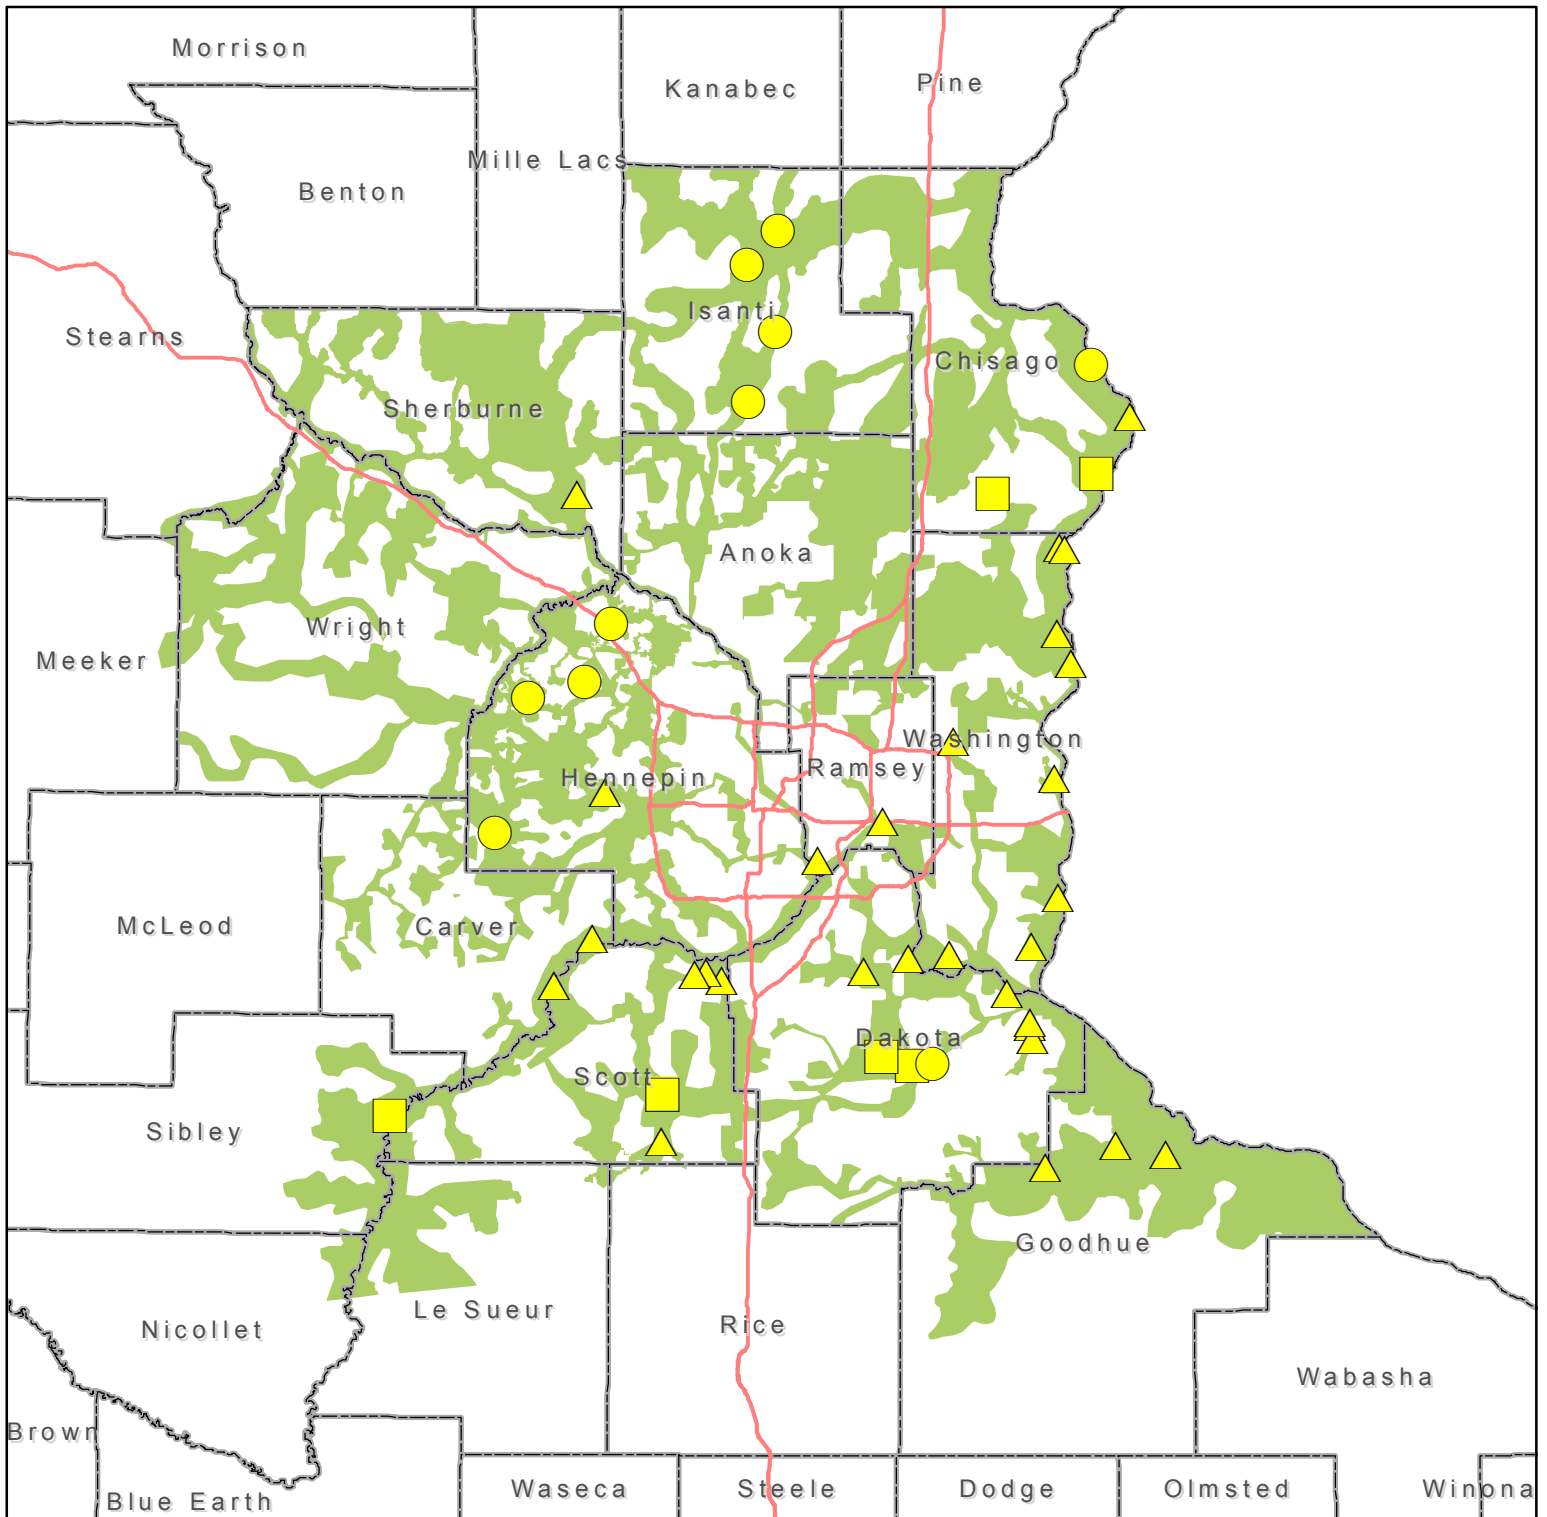 Morrison
Kanabec
Pine
Mille Lacs
Benton
Isanti
Stearns
Chisago
Sherburne
Anoka
Wright
Meeker
Washington
Ramsey
Hennepin
McLeod
Carver
Dakota
Scott
Sibley
Goodhue
Le Sueur
Rice
Nicollet
Wabasha
Brown
Waseca
Steele
Dodge
Olmsted
Winona
Blue Earth